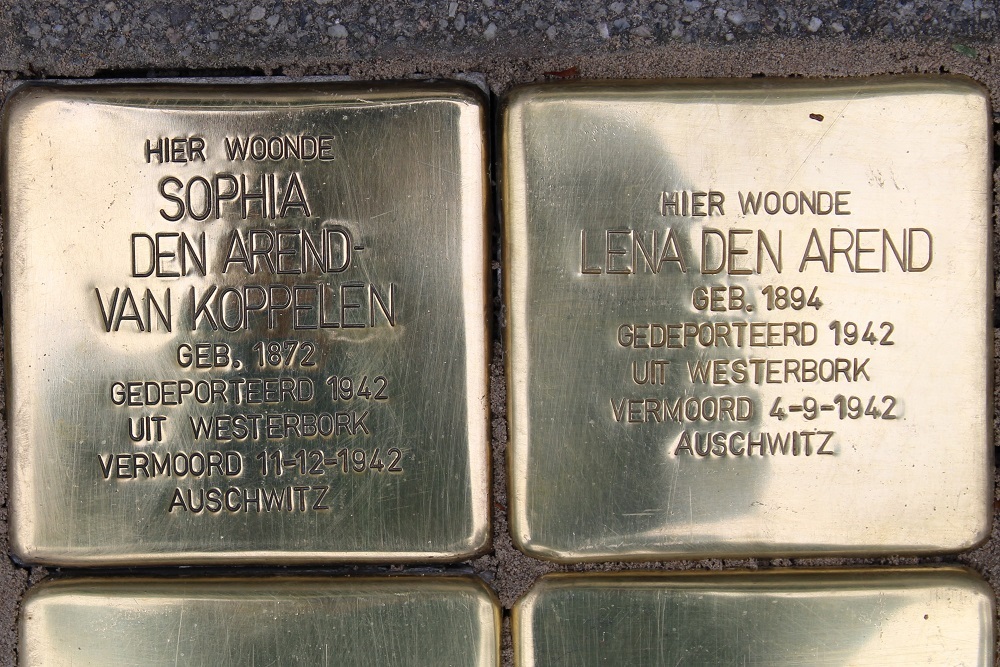 HIER WOONDE
SOPHIA
DEN AREND-
VAN KOPPELEN
GEB. 1872
GEDEPORTEERD 1942
UIT WESTERBORK
VERMOORD 11-12-1942
AUSCHWITZ
HIER WOONDE
LENA DEN AREND
GEB. 1894
GEDEPORTEERD 1942
UIT WESTERBORK
VERMOORD 4-9-1942
AUSCHWITZ